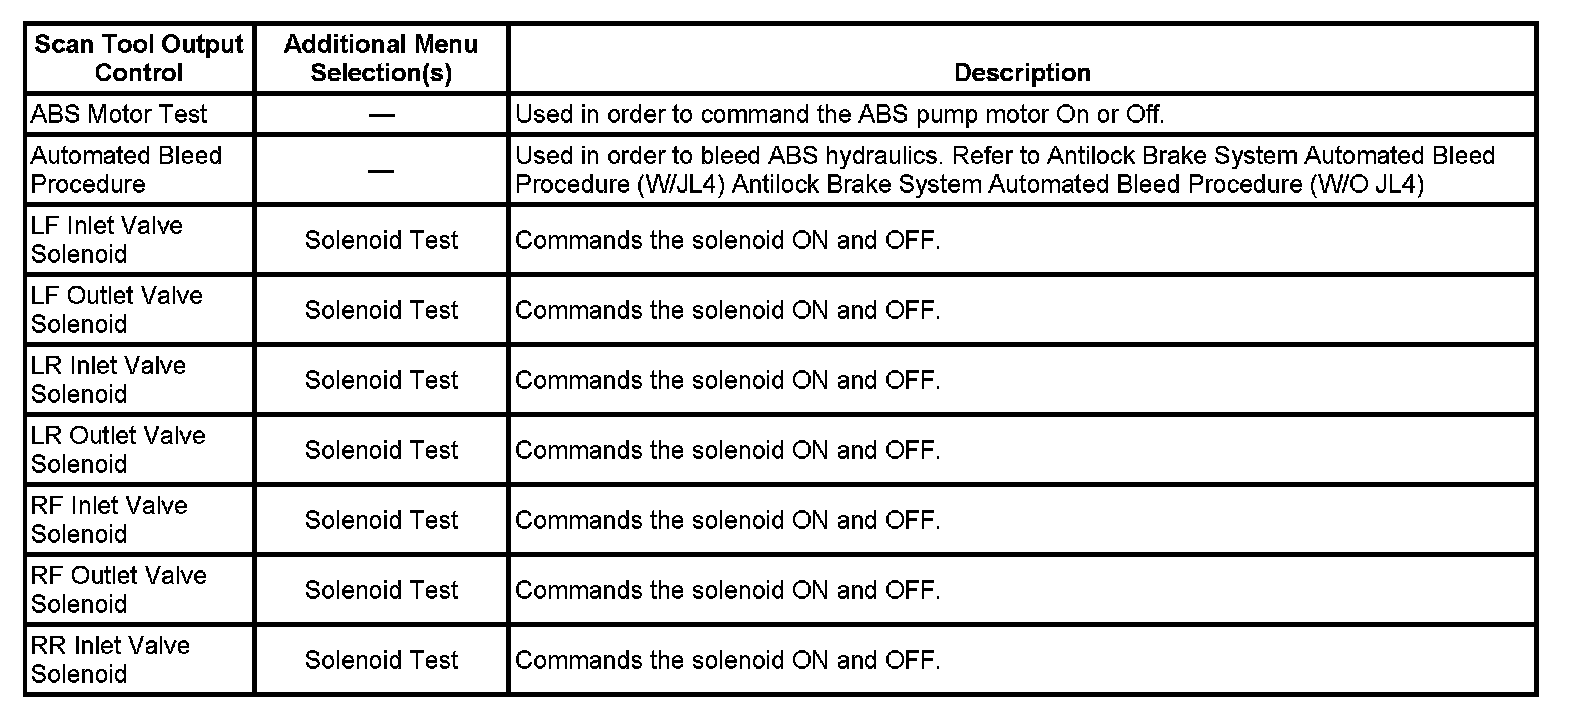 Scan Tool Output
Control
Additional Menu
Selection(s)
Description
ABS Motor Test
—
Used in order to command the ABS pump motor On or Off.
Automated Bleed
Procedure
—
Used in order to bleed ABS hydraulics. Refer to Antilock Brake System Automated Bleed
Procedure (W/JL4) Antilock Brake System Automated Bleed Procedure (W/O JL4)
LF Inlet Valve
Solenoid
Solenoid Test
Commands the solenoid ON and OFF.
LF Outlet Valve
Solenoid
Solenoid Test
Commands the solenoid ON and OFF.
LR Inlet Valve
Solenoid
Solenoid Test
Commands the solenoid ON and OFF.
LR Outlet Valve
Solenoid
Solenoid Test
Commands the solenoid ON and OFF.
RF Inlet Valve
Solenoid
Solenoid Test
Commands the solenoid ON and OFF.
RF Outlet Valve
Solenoid
Solenoid Test
Commands the solenoid ON and OFF.
RR Inlet Valve
Solenoid
Solenoid Test
Commands the solenoid ON and OFF.